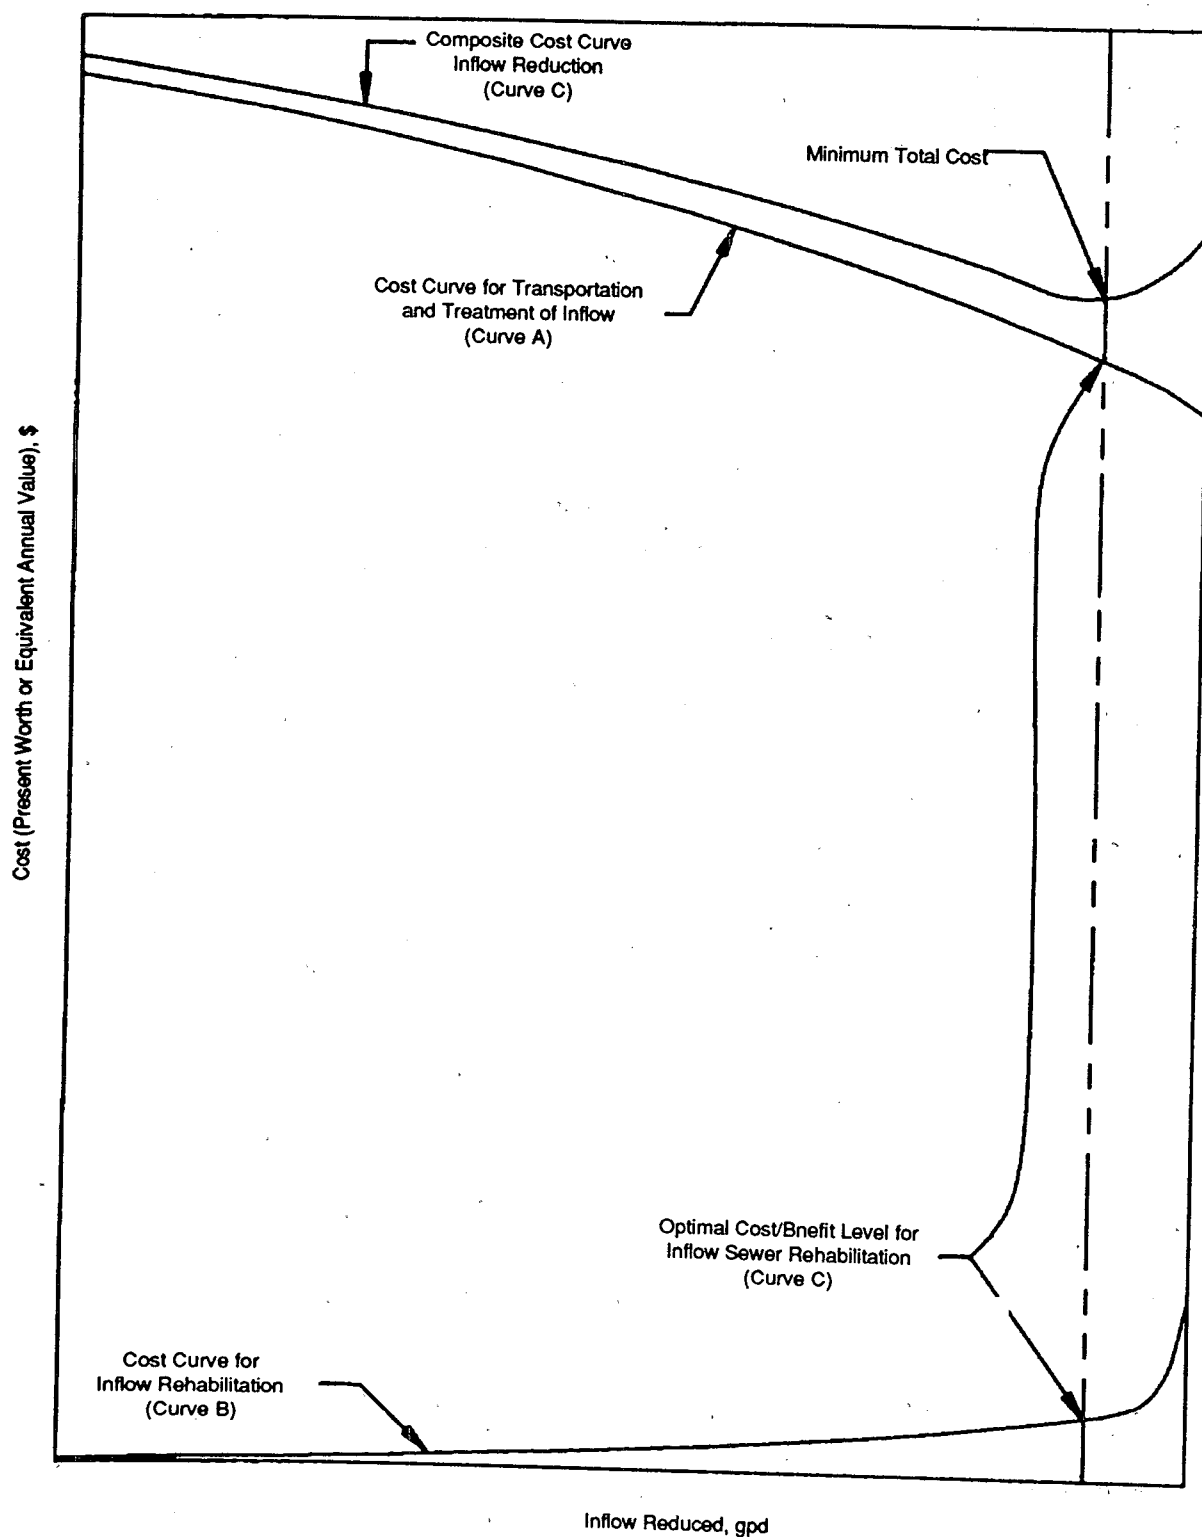 Composite Cost Curve
Inflow Reduction
(Curve C)
Minimum Total Cost
Cost Curve for Transportation
and Treatment of Inflow
(Curve A)
Cost (Present Worth or Equivalent Annual Value), $
Optimal Cost/Bnefit Level for
Inflow Sewer Rehabilitation
(Curve C)
Cost Curve for
Inflow Rehabilitation
(Curve B)
Inflow Reduced, gpd